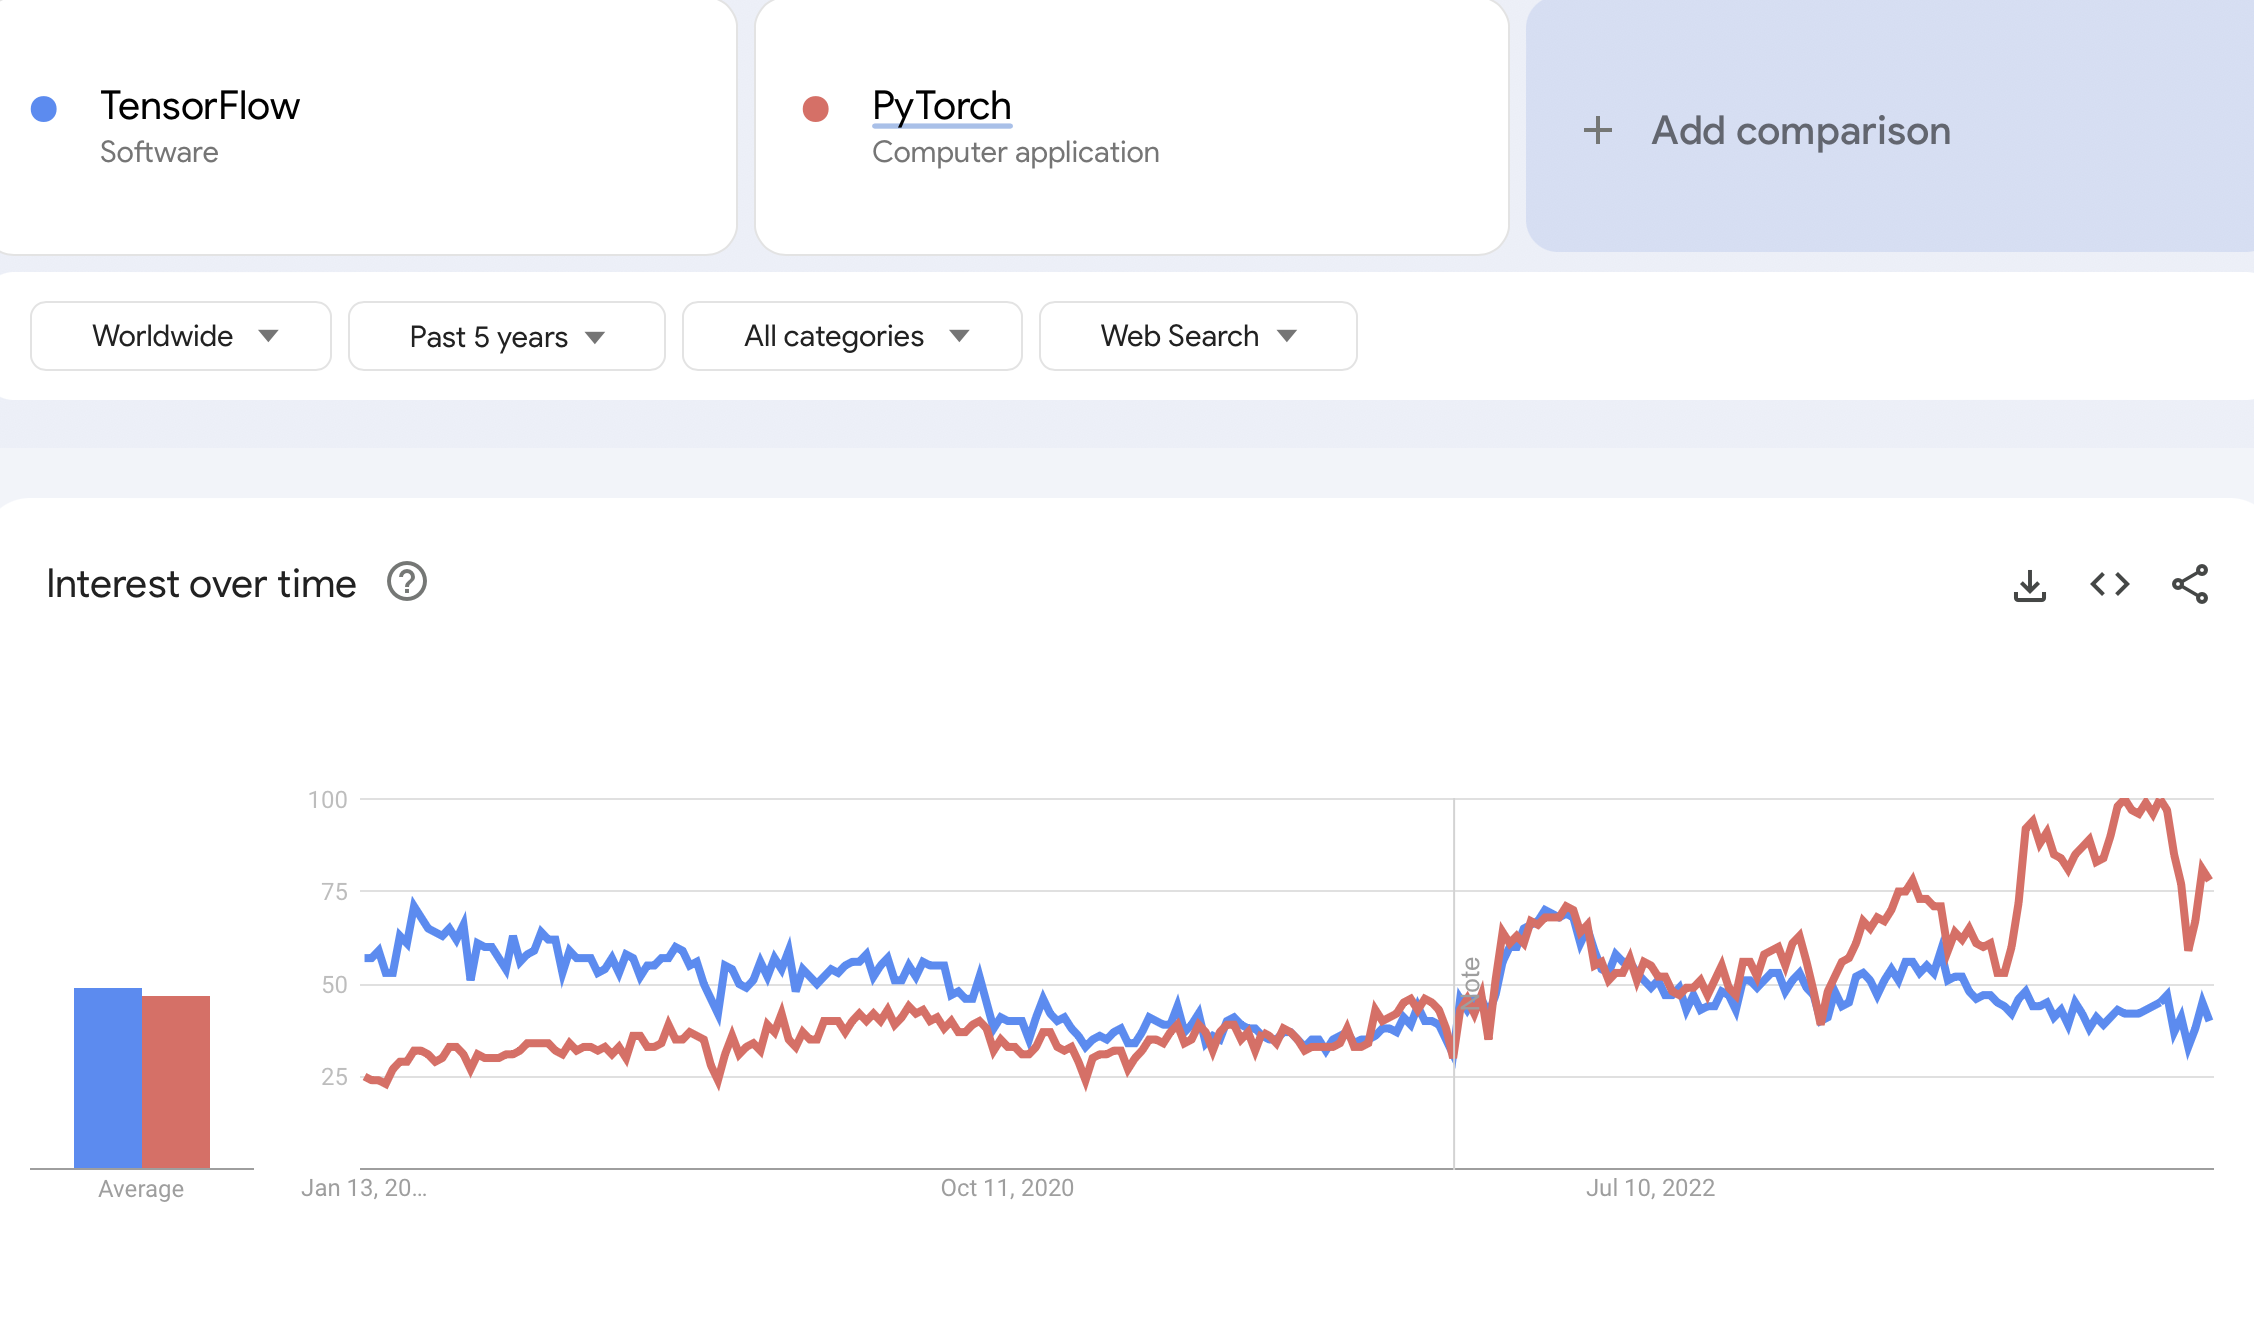 TensorFlow
Software
PyTorch
Computer application
+ Add comparison
Worldwide
Past 5 years
All categories
Web Search
Interest over time
100
75
50
25
Note
Average
Jan 13, 20...
Oct 11, 2020
Jul 10, 2022